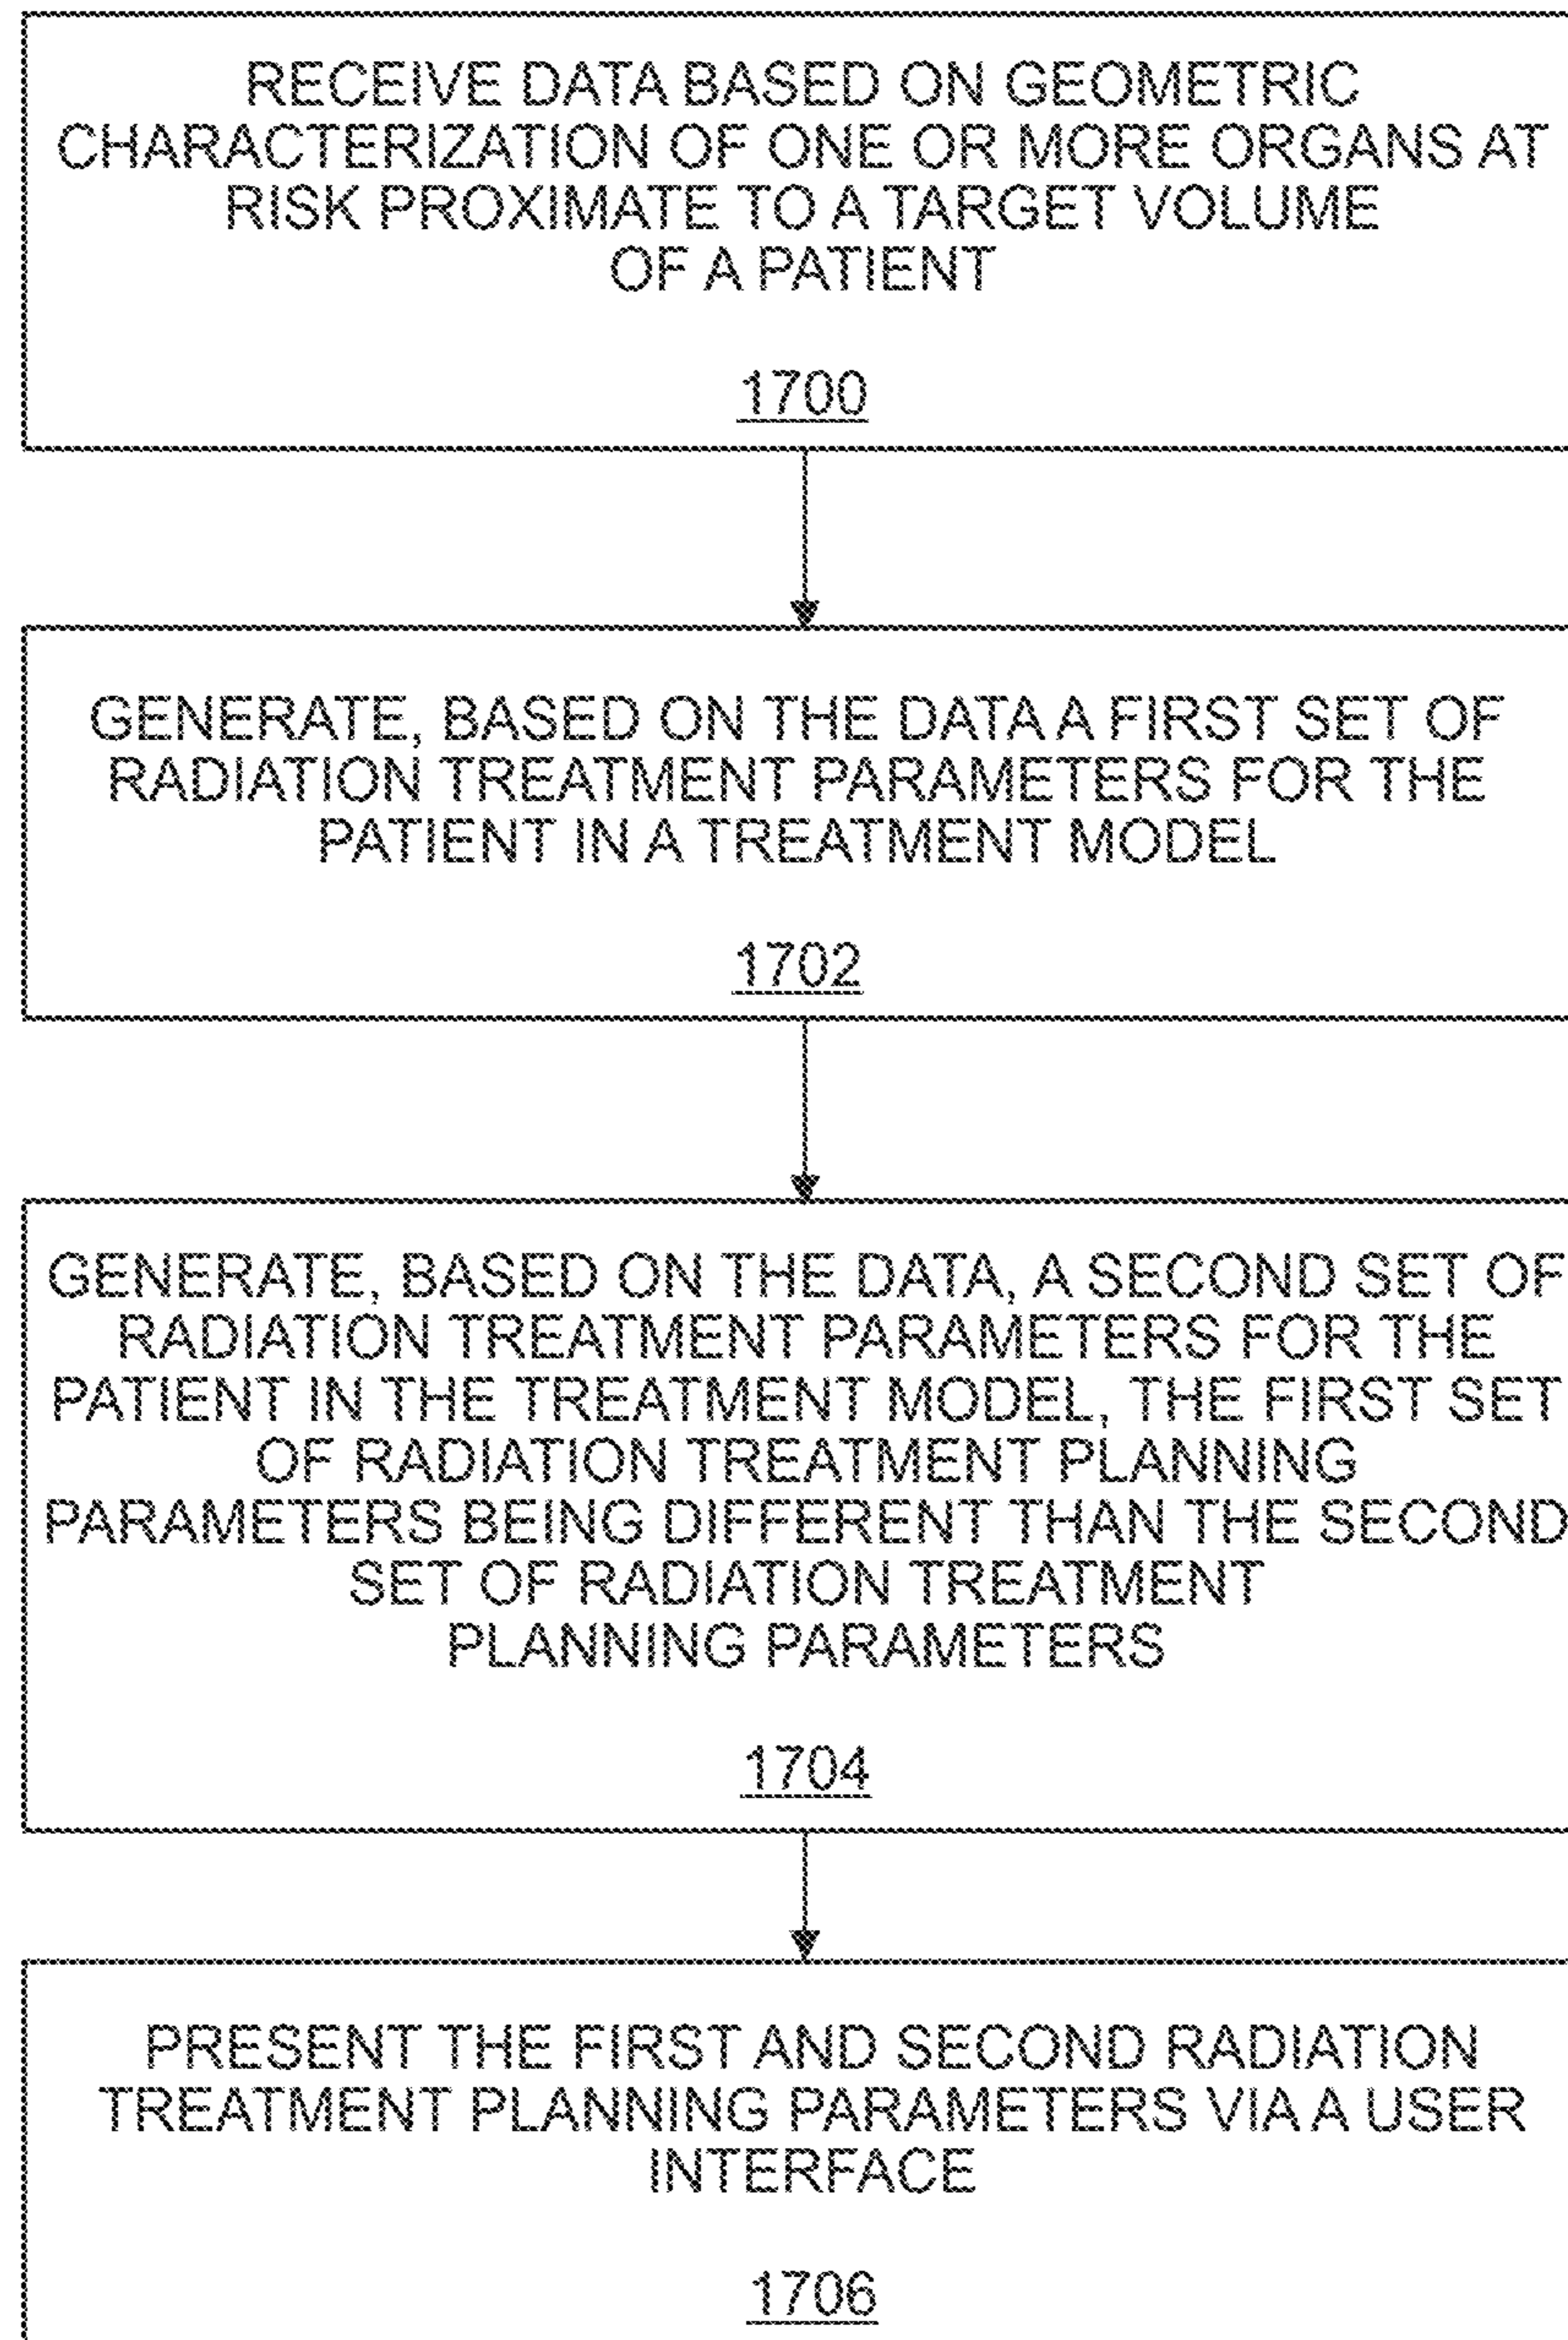 RECEIVE DATA BASED ON GEOMETRIC
CHARACTERIZATION OF ONE OR MORE ORGANS AT
RISK PROXIMATE TO A TARGET VOLUME
OF A PATIENT
1700
GENERATE, BASED ON THE DATA A FIRST SET OF
RADIATION TREATMENT PARAMETERS FOR THE
PATIENT IN A TREATMENT MODEL
1702
GENERATE, BASED ON THE DATA, A SECOND SET OF
RADIATION TREATMENT PARAMETERS FOR THE
PATIENT IN THE TREATMENT MODEL, THE FIRST SET
OF RADIATION TREATMENT PLANNING
PARAMETERS BEING DIFFERENT THAN THE SECOND
SET OF RADIATION TREATMENT
PLANNING PARAMETERS
1704
PRESENT THE FIRST AND SECOND RADIATION
TREATMENT PLANNING PARAMETERS VIA A USER
INTERFACE
1706